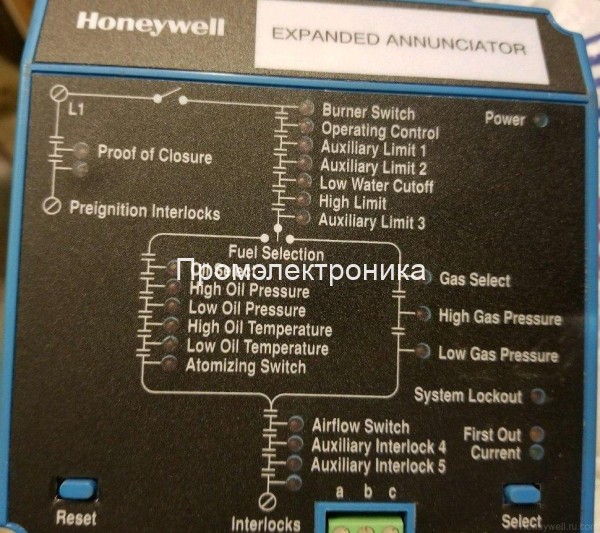 Honeywell
EXPANDED ANNUNCIATOR
L1
Burner Switch
Operating Control
Auxiliary Limit 1
Auxiliary Limit 2
Low Water Cutoff
High Limit
Auxiliary Limit 3
Power
Proof of Closure
Preignition Interlocks
Fuel Selection
Промэлектроника
High Oil Pressure
Low Oil Pressure
High Oil Temperature
Low Oil Temperature
Atomizing Switch
Gas Select
High Gas Pressure
Low Gas Pressure
System Lockout
First Out
Current
Airflow Switch
Auxiliary Interlock 4
Auxiliary Interlock 5
Interlocks
a b c
Reset
Select